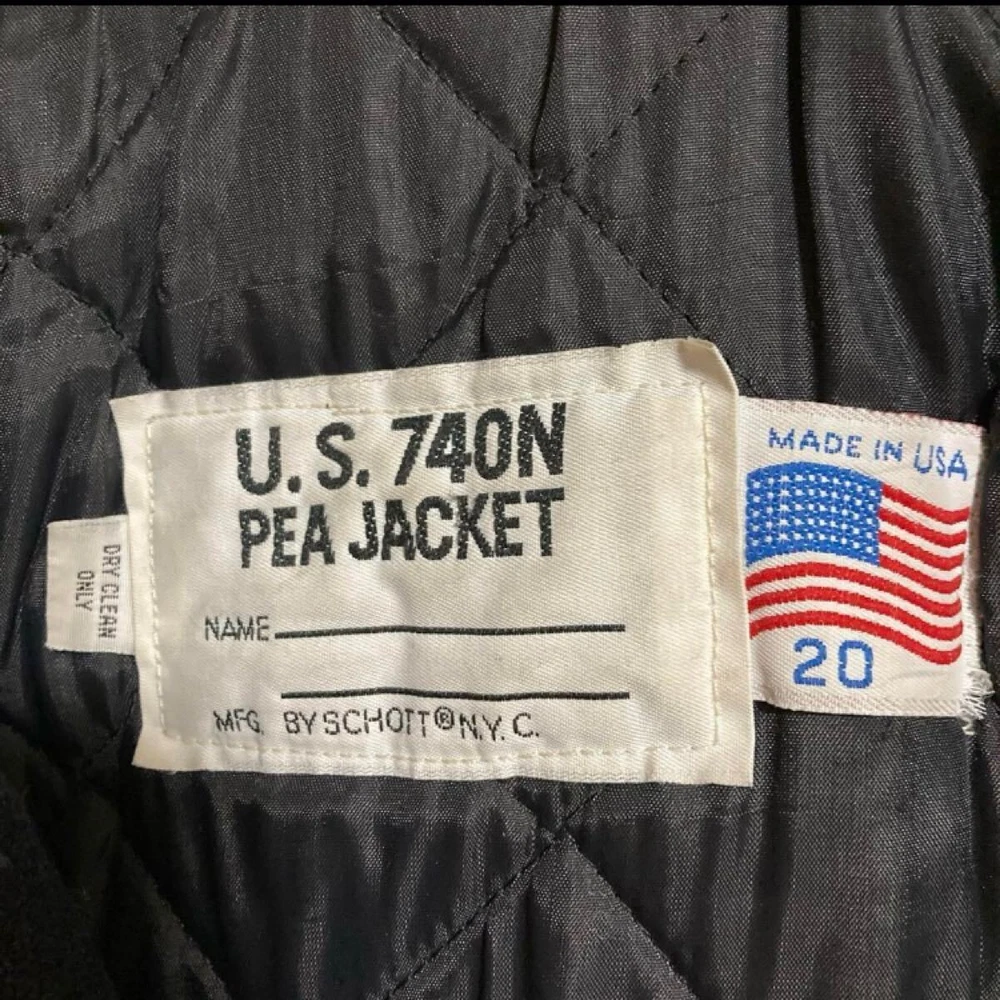 U.S. 740N
PEA JACKET
NAME
MFG. BY SCHOTT® N.Y.C.
DRY CLEAN
ONLY
MADE IN USA
20